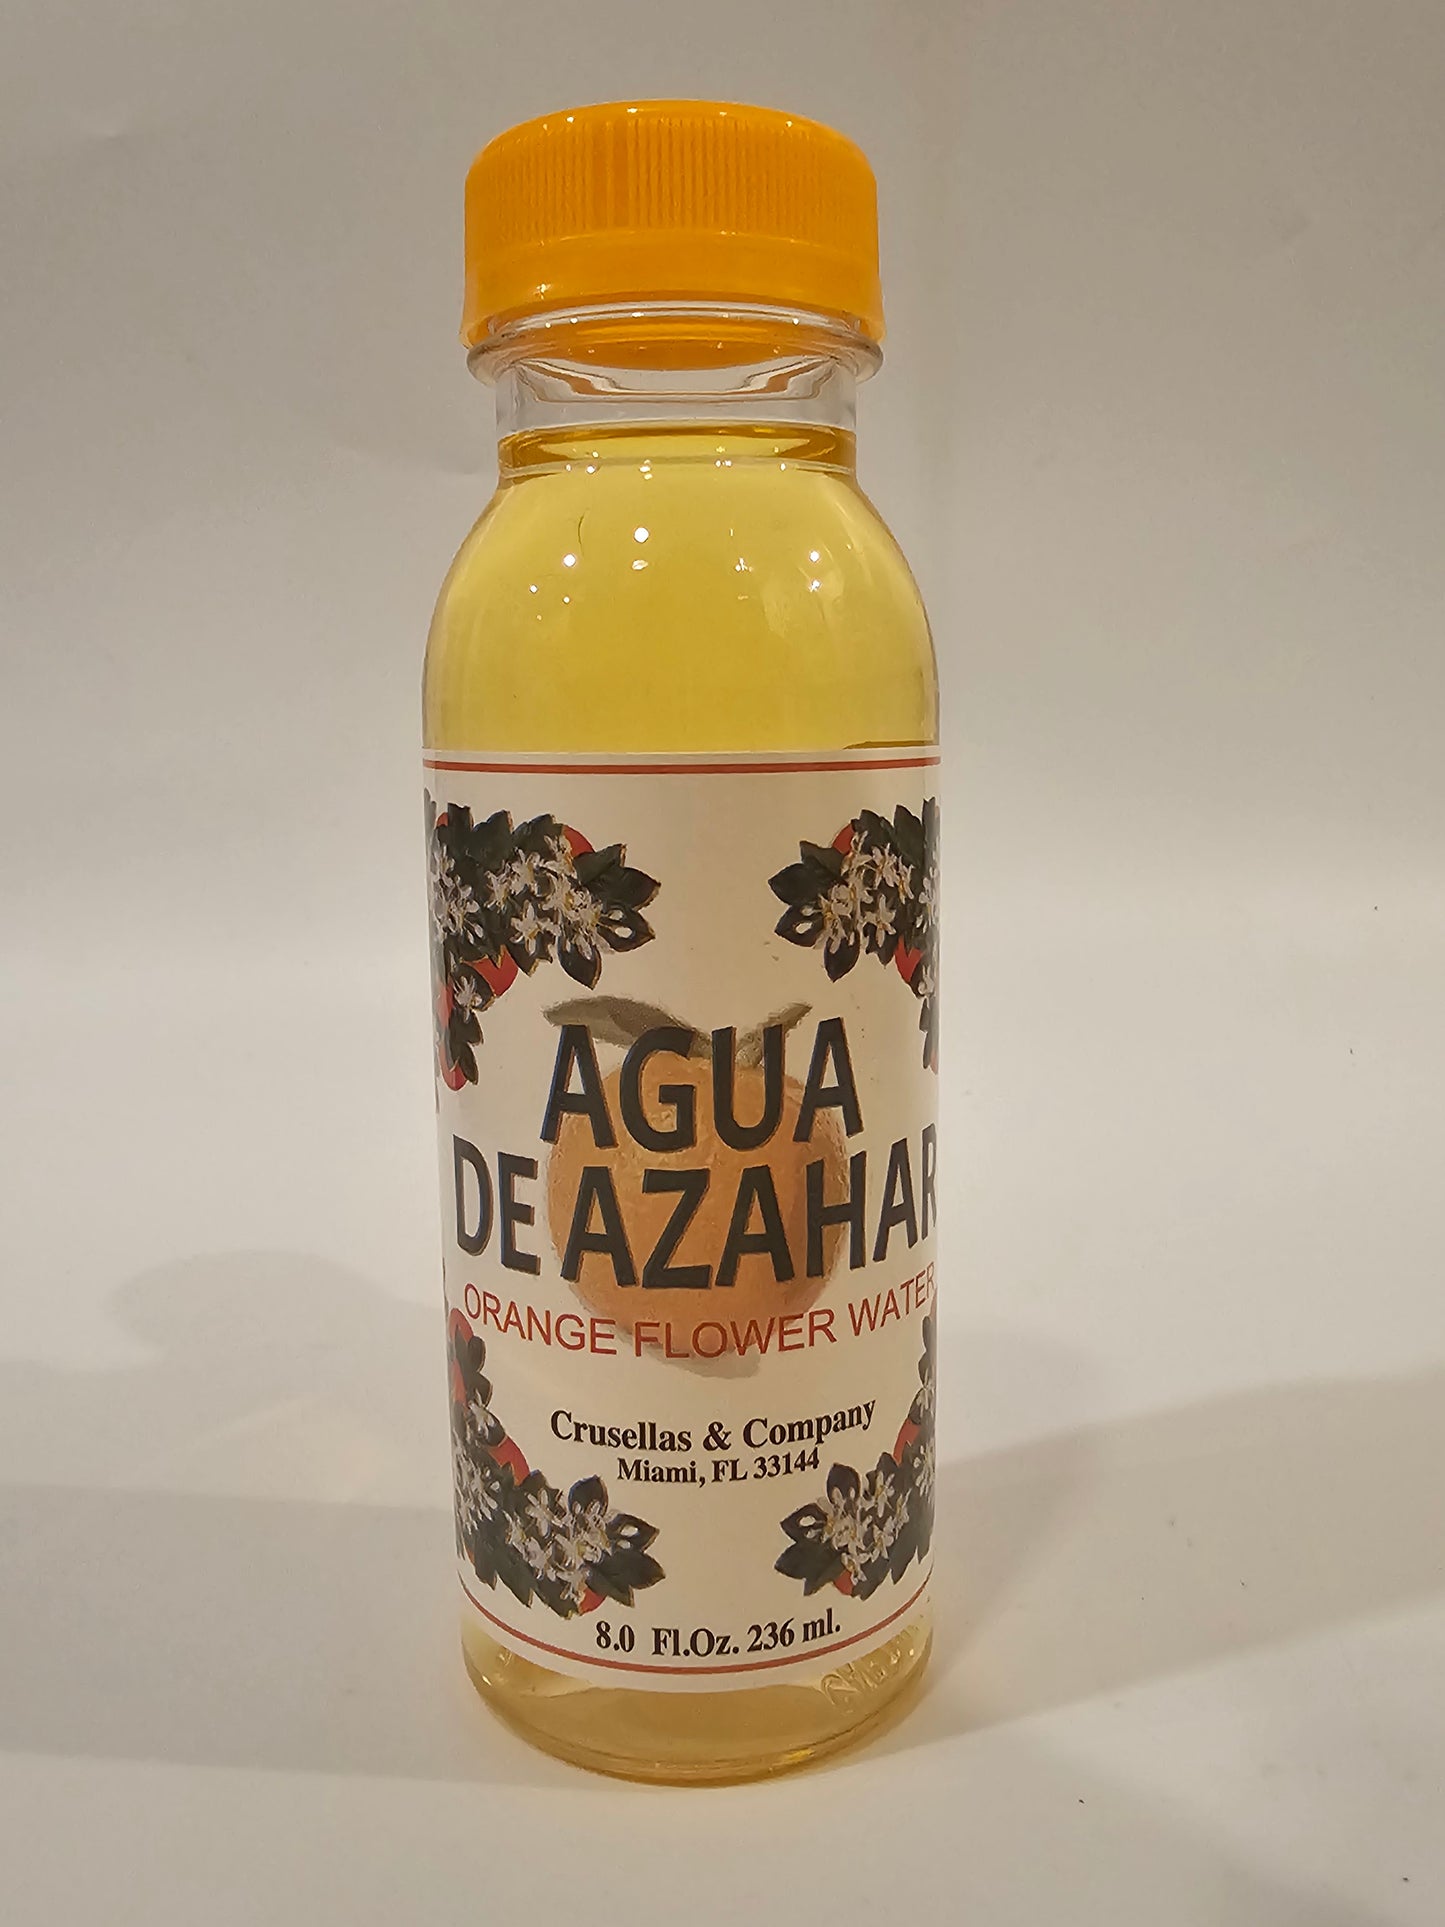 AGUA
DE AZAHAR
ORANGE FLOWER WATER
Crusellas & Company
Miami, FL 33144
8.0 Fl.Oz. 236 ml.